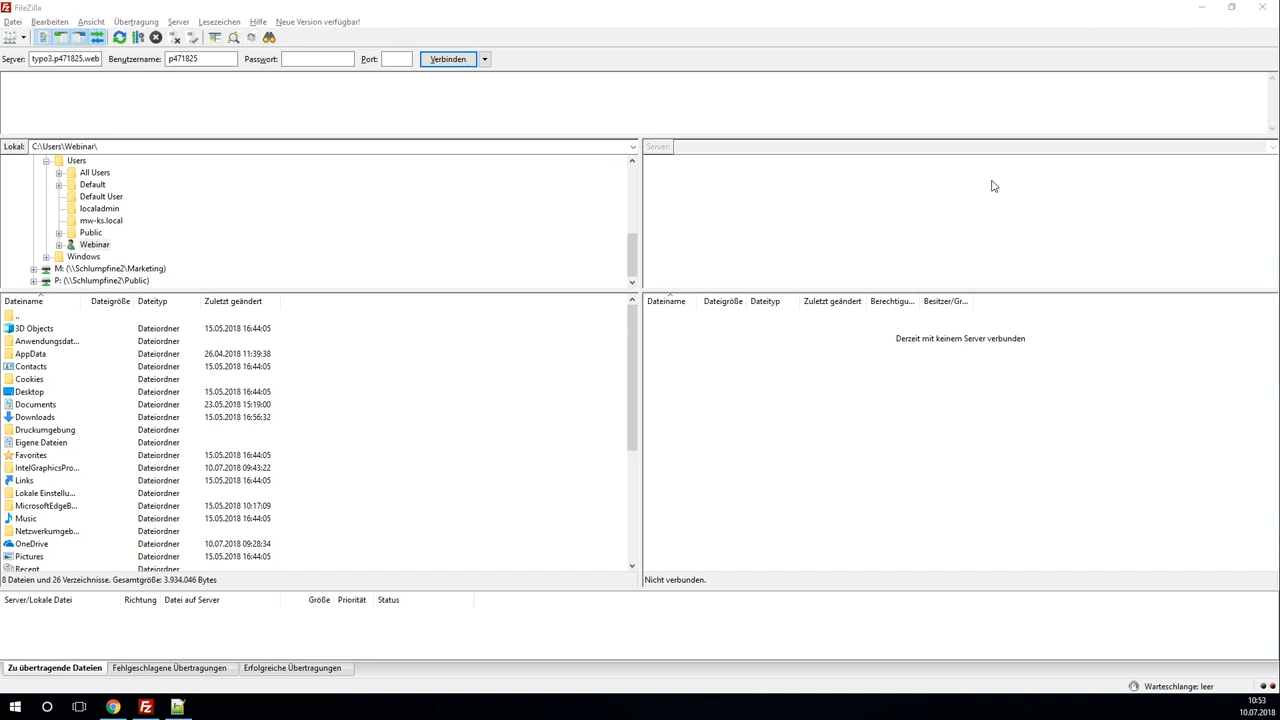 FileZilla
Datei Bearbeiten Ansicht Übertragung Server Lesezeichen Hilfe Neue Version verfügbar!
Server: typo3.p471825.web Benutzername: p471825 Passwort: Port: Verbinden
Lokal: C:\Users\Webinar\ Server:
Users
All Users
Default
Default User
localadmin
mw-ks.local
Public
Webinar
Windows
M: (\\Schlumpfine2\Marketing)
P: (\\Schlumpfine2\Public)
Dateiname Dateigröße Dateityp Zuletzt geändert Dateiname Dateigröße Dateityp Zuletzt geändert Berechtigu... Besitzer/Gr...
..
3D Objects Dateiordner 15.05.2018 16:44:05
Derzeit mit keinem Server verbunden
Anwendungsdat... Dateiordner
AppData Dateiordner 26.04.2018 11:39:38
Contacts Dateiordner 15.05.2018 16:44:05
Cookies Dateiordner
Desktop Dateiordner 15.05.2018 16:44:05
Documents Dateiordner 23.05.2018 15:19:00
Downloads Dateiordner 15.05.2018 16:56:32
Druckumgebung Dateiordner
Eigene Dateien Dateiordner
Favorites Dateiordner 15.05.2018 16:44:05
IntelGraphicsPro... Dateiordner 10.07.2018 09:43:22
Links Dateiordner 15.05.2018 16:44:05
Lokale Einstellu... Dateiordner
MicrosoftEdgeB... Dateiordner 15.05.2018 10:17:09
Music Dateiordner 15.05.2018 16:44:05
Netzwerkumgeb... Dateiordner
OneDrive Dateiordner 10.07.2018 09:28:34
Pictures Dateiordner 15.05.2018 16:44:05
Recent Dateiordner
8 Dateien und 26 Verzeichnisse. Gesamtgröße: 3.934.046 Bytes Nicht verbunden.
Server/Lokale Datei Richtung Datei auf Server Größe Priorität Status
Zu übertragende Dateien Fehlgeschlagene Übertragungen Erfolgreiche Übertragungen
Warteschlange: leer
10:53
10.07.2018